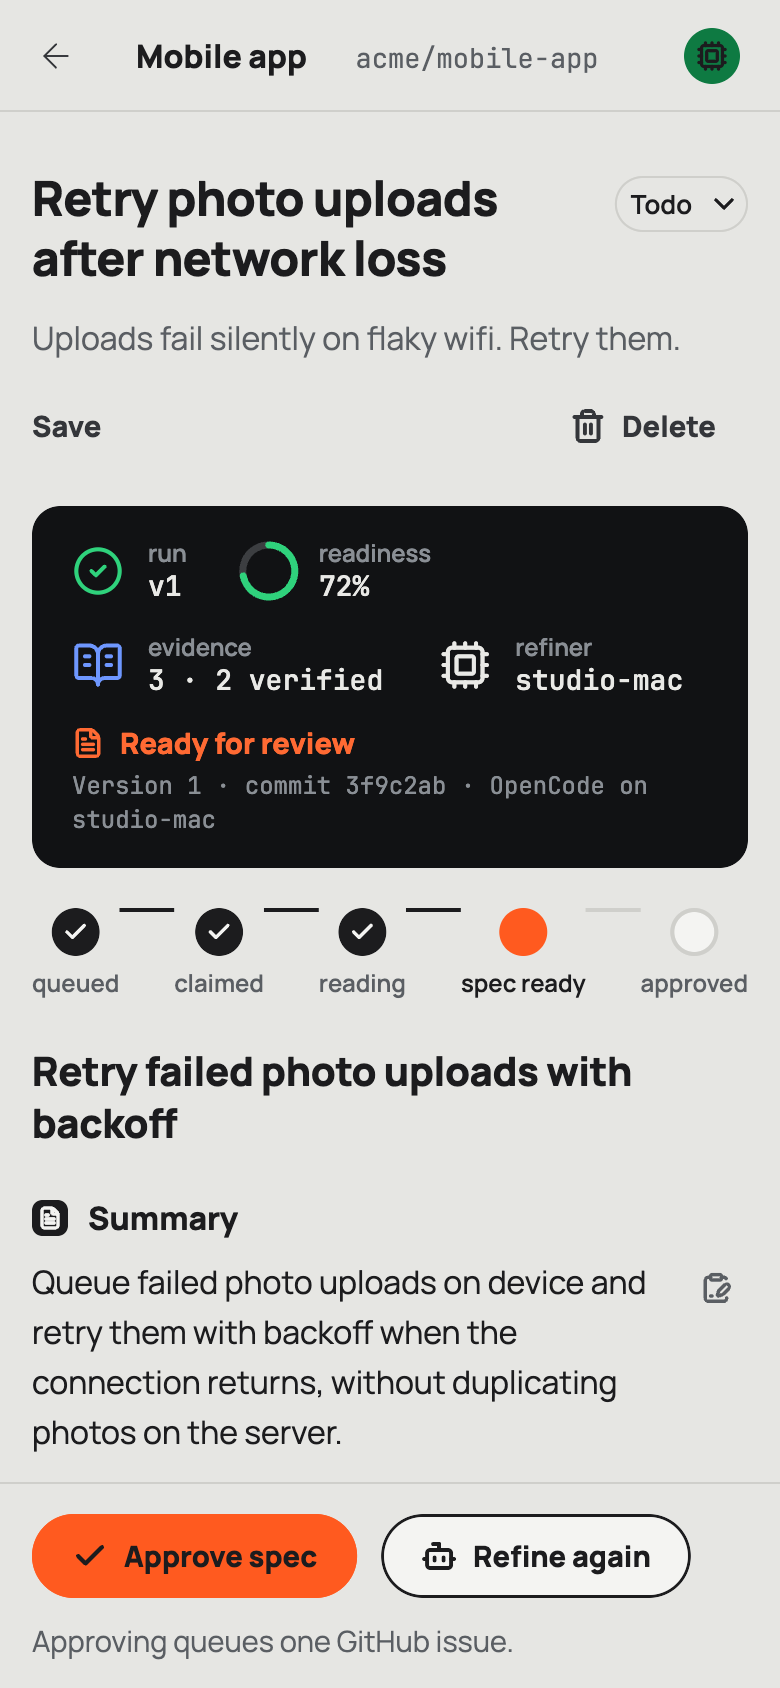 Mobile app acme/mobile-app
Retry photo uploads
after network loss
Todo
Uploads fail silently on flaky wifi. Retry them.
Save
Delete
run
v1
readiness
72%
evidence
3 · 2 verified
refiner
studio-mac
Ready for review
Version 1 · commit 3f9c2ab · OpenCode on
studio-mac
queued claimed reading spec ready approved
Retry failed photo uploads with
backoff
Summary
Queue failed photo uploads on device and
retry them with backoff when the
connection returns, without duplicating
photos on the server.
Approve spec
Refine again
Approving queues one GitHub issue.